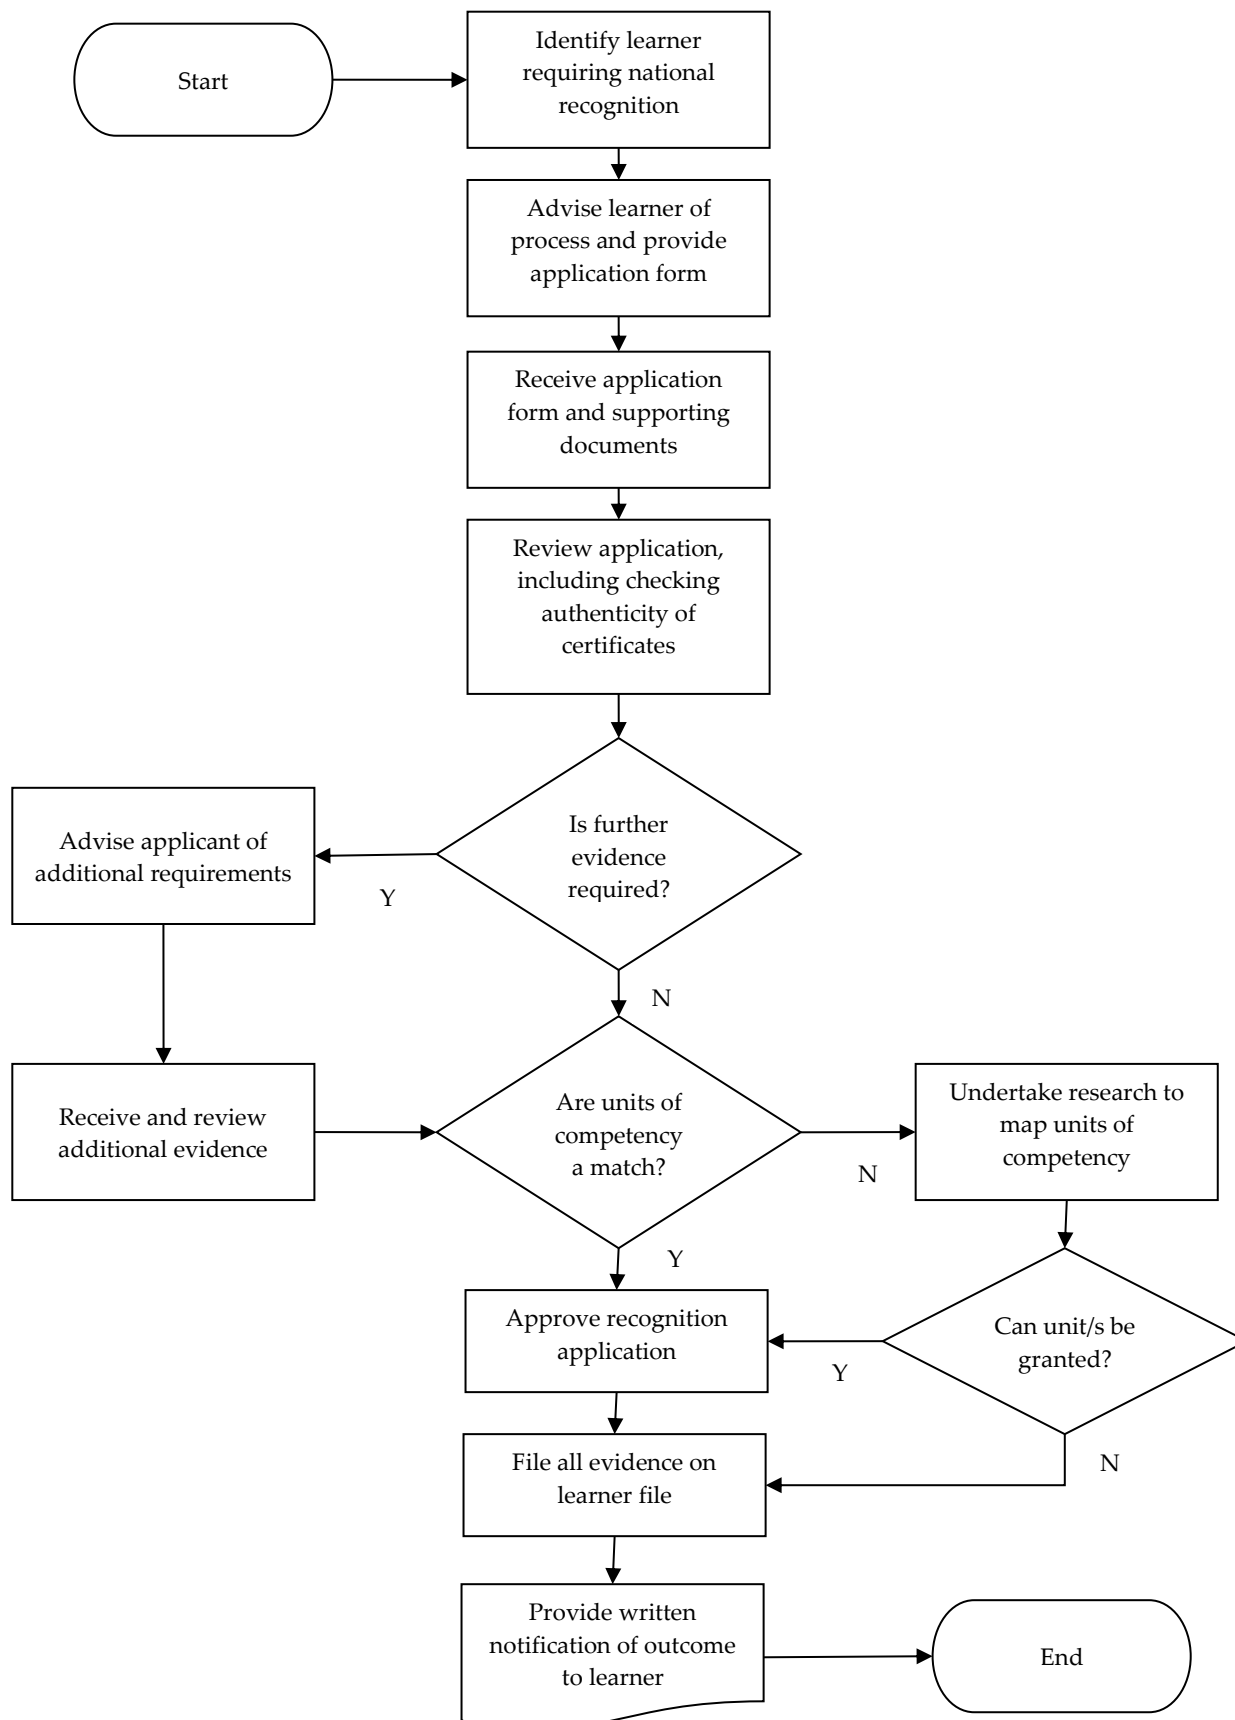 Start
Identify learner
requiring national
recognition
Advise learner of
process and provide
application form
Receive application
form and supporting
documents
Review application,
including checking
authenticity of
certificates
Is further
evidence
required?
Y
Advise applicant of
additional requirements
N
Receive and review
additional evidence
Are units of
competency
a match?
N
Undertake research to
map units of
competency
Y
Approve recognition
application
Y
Can unit/s be
granted?
N
File all evidence on
learner file
Provide written
notification of outcome
to learner
End